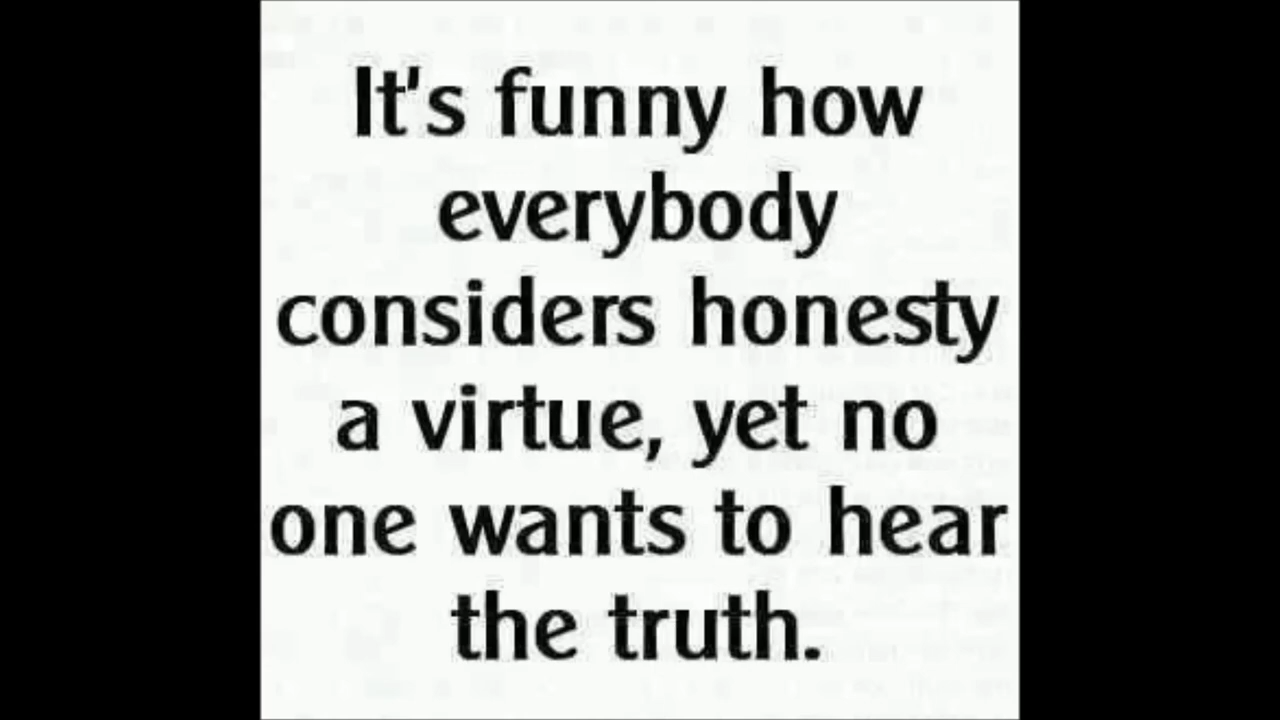 It's funny how
everybody
considers honesty
a virtue, yet no
one wants to hear
the truth.